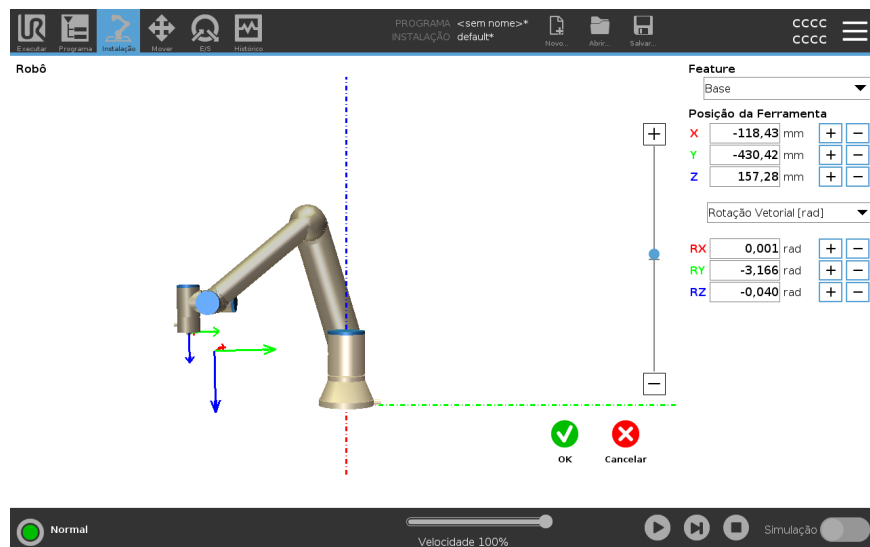 PROGRAMA <sem nome>*
INSTALAÇÃO default*
CCCC
CCCC
Executar Programa Instalação Mover E/S Histórico
Novo... Abrir... Salvar...
Robô
Feature
Base
Posição da Ferramenta
X -118,43 mm + −
Y -430,42 mm + −
Z 157,28 mm + −
Rotação Vetorial [rad]
RX 0,001 rad + −
RY -3,166 rad + −
RZ -0,040 rad + −
OK Cancelar
Normal
Velocidade 100%
Simulação